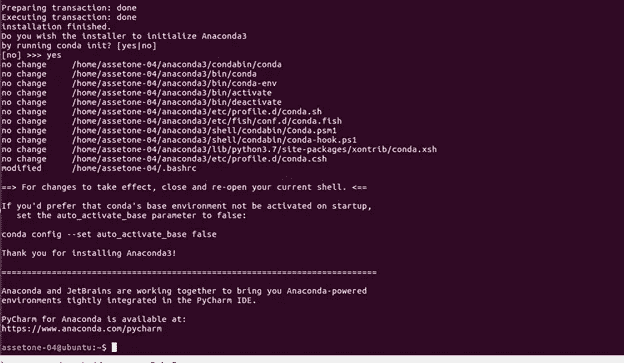 Preparing transaction: done
Executing transaction: done
installation finished.
Do you wish the installer to initialize Anaconda3
by running conda init? [yes|no]
[no] >>> yes
no change     /home/assetone-04/anaconda3/condabin/conda
no change     /home/assetone-04/anaconda3/bin/conda
no change     /home/assetone-04/anaconda3/bin/conda-env
no change     /home/assetone-04/anaconda3/bin/activate
no change     /home/assetone-04/anaconda3/bin/deactivate
no change     /home/assetone-04/anaconda3/etc/profile.d/conda.sh
no change     /home/assetone-04/anaconda3/etc/fish/conf.d/conda.fish
no change     /home/assetone-04/anaconda3/shell/condabin/Conda.psm1
no change     /home/assetone-04/anaconda3/shell/condabin/conda-hook.ps1
no change     /home/assetone-04/anaconda3/lib/python3.7/site-packages/xontrib/conda.xsh
no change     /home/assetone-04/anaconda3/etc/profile.d/conda.csh
modified      /home/assetone-04/.bashrc
==> For changes to take effect, close and re-open your current shell. <==
If you'd prefer that conda's base environment not be activated on startup,
set the auto_activate_base parameter to false:
conda config --set auto_activate_base false
Thank you for installing Anaconda3!
===========================================================================
Anaconda and JetBrains are working together to bring you Anaconda-powered
environments tightly integrated in the PyCharm IDE.
PyCharm for Anaconda is available at:
https://www.anaconda.com/pycharm
assetone-04@ubuntu:~$